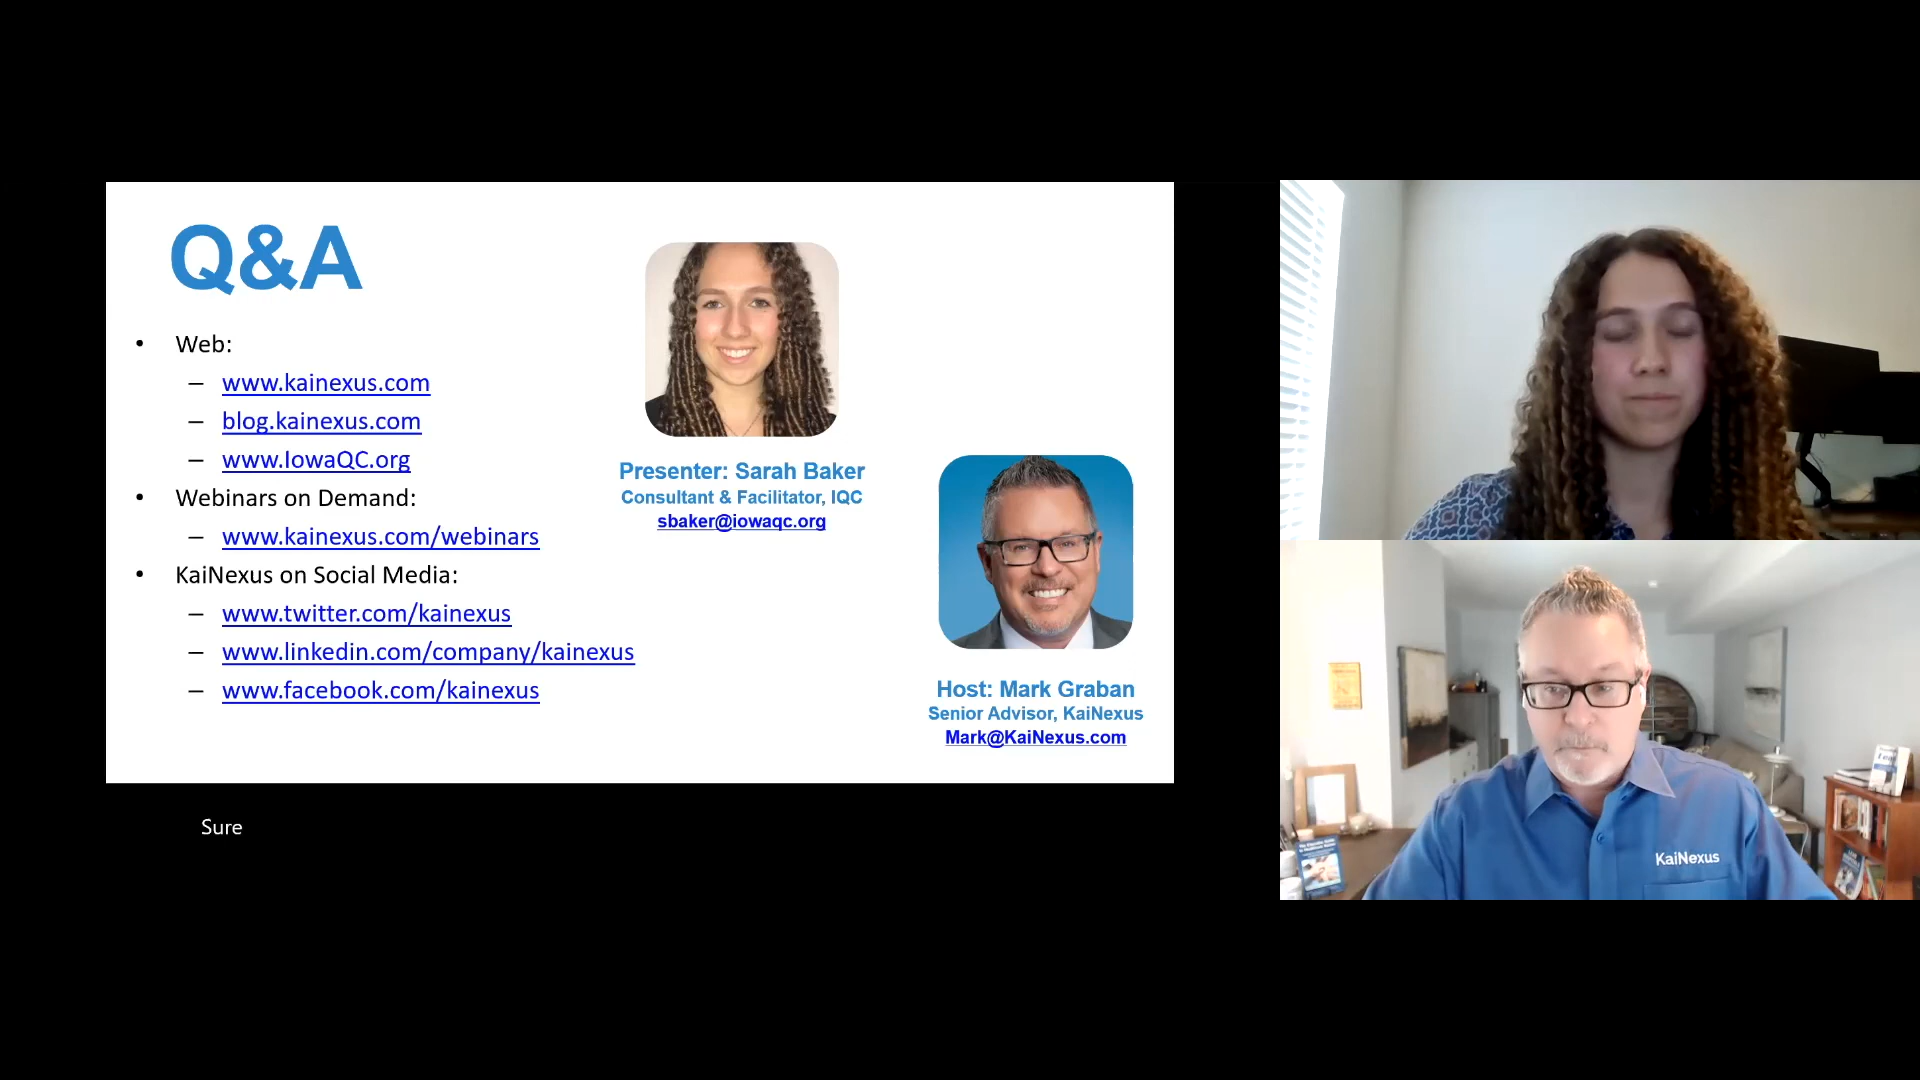 Q&A
• Web:
– www.kainexus.com
– blog.kainexus.com
– www.IowaQC.org
• Webinars on Demand:
– www.kainexus.com/webinars
• KaiNexus on Social Media:
– www.twitter.com/kainexus
– www.linkedin.com/company/kainexus
– www.facebook.com/kainexus
Presenter: Sarah Baker
Consultant & Facilitator, IQC
sbaker@iowaqc.org
Host: Mark Graban
Senior Advisor, KaiNexus
Mark@KaiNexus.com
Sure
KaiNexus